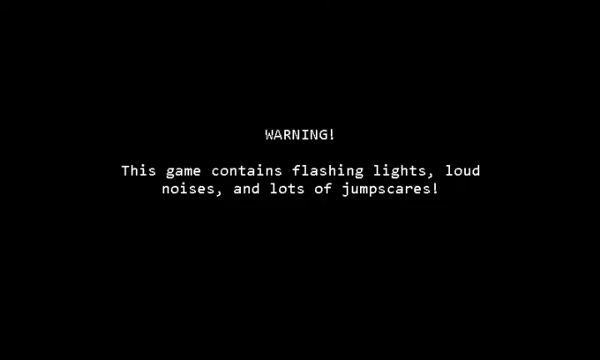 WARNING!
This game contains flashing lights, loud
noises, and lots of jumpscares!